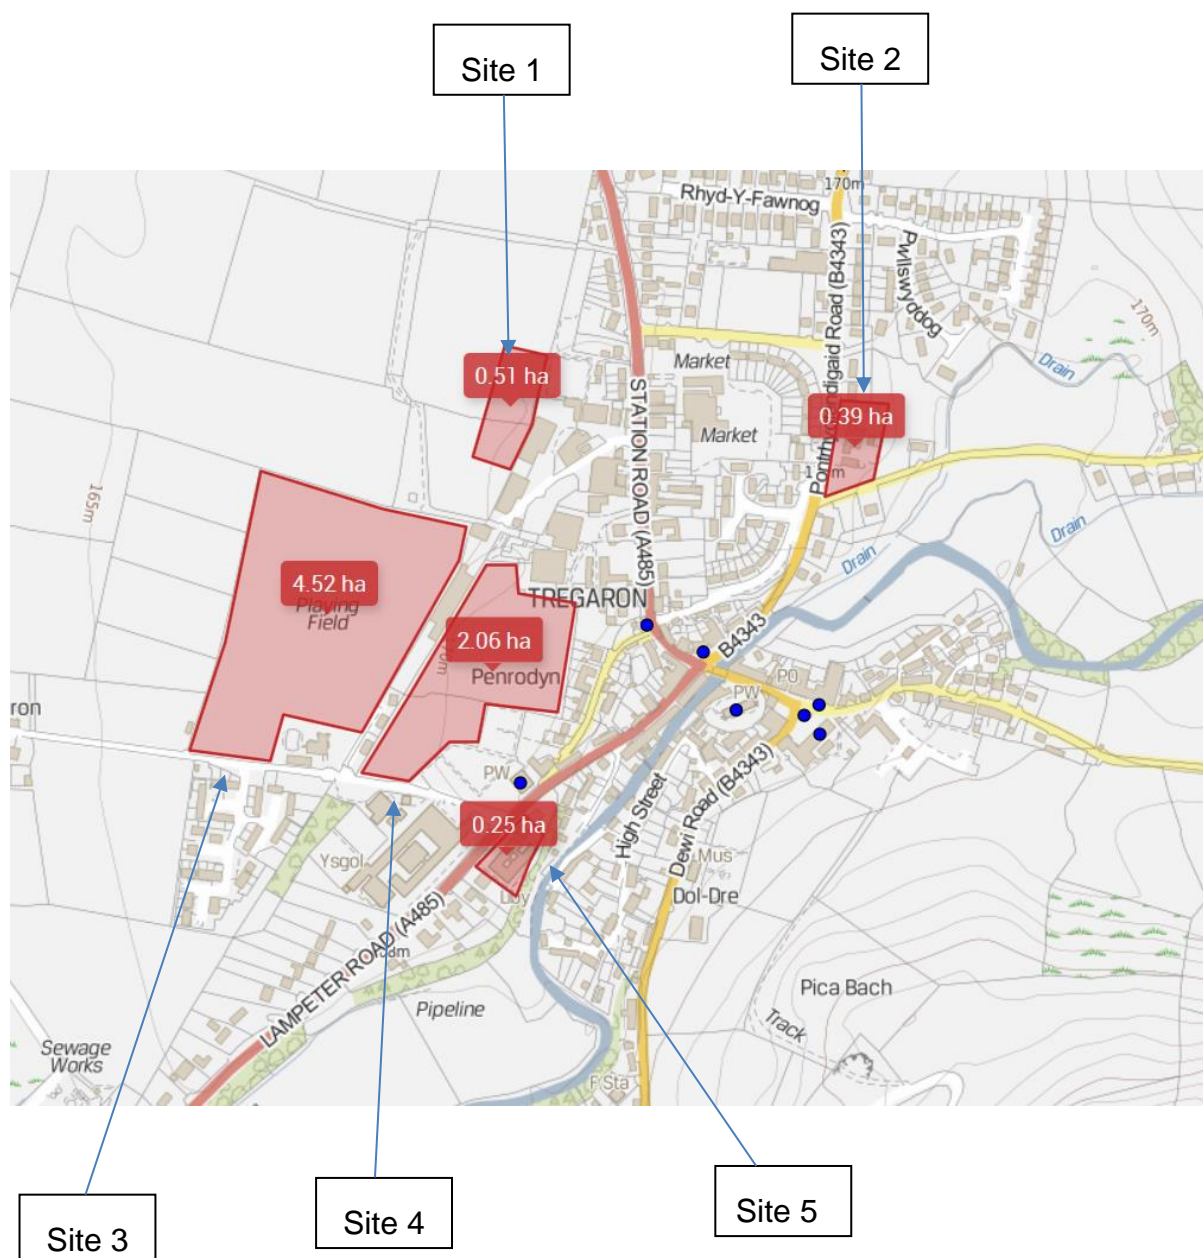 Site 1
Site 2
170m
Rhyd-Y-Fawnog
Pwllswyddog
170m
Drain
0.51 ha
Market
STATION ROAD (A485)
0.39 ha
Market
165m
Drain
Drain
4.52 ha
Playing
Field
TREGARON
2.06 ha
Penrodyn
B4343
PO
PW
ron
PW
0.25 ha
High Street
Dewi Road (B4343)
Ysgol
Mus
Dol-Dre
LAMPETER ROAD (A485)
Pica Bach
Pipeline
Track
Sewage
Works
F Sta
Site 3
Site 4
Site 5